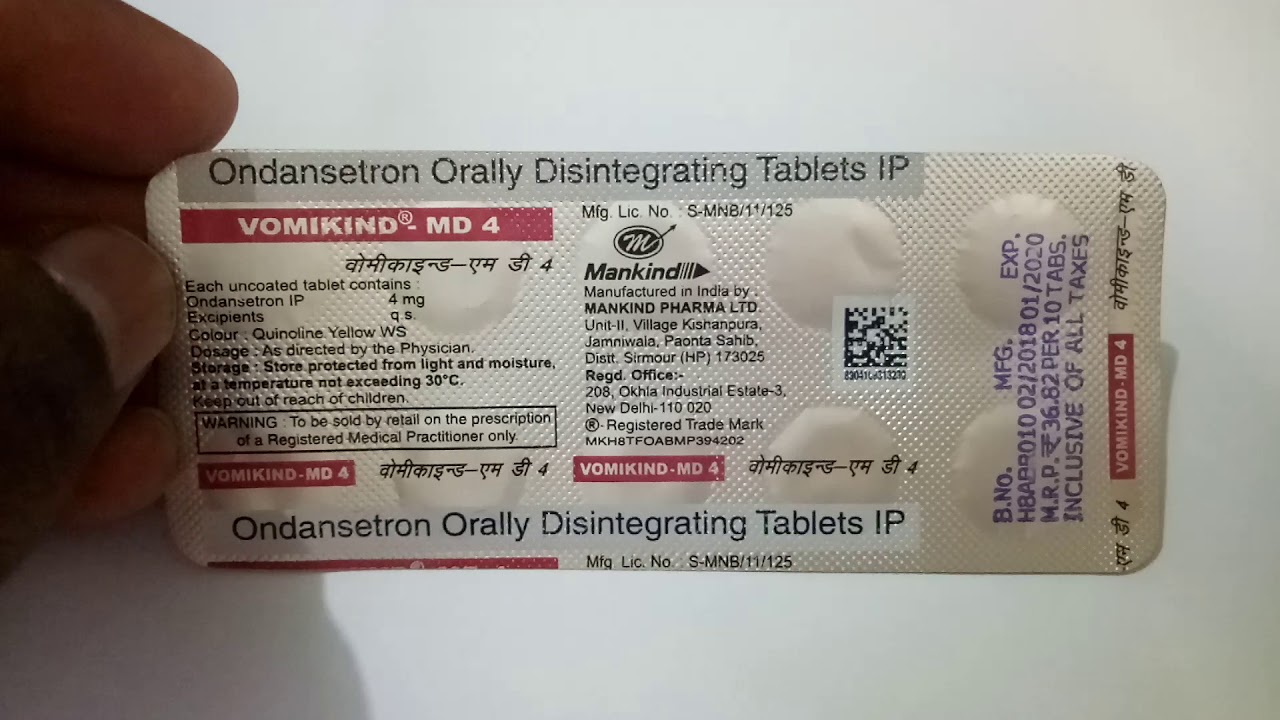 Ondansetron Orally Disintegrating Tablets IP
VOMIKIND®- MD 4
वोमीकाइन्ड–एम डी 4
Each uncoated tablet contains :
Ondansetron IP 4 mg
Excipients q.s.
Colour : Quinoline Yellow WS
Dosage : As directed by the Physician.
Storage : Store protected from light and moisture,
at a temperature not exceeding 30°C.
Keep out of reach of children.
WARNING : To be sold by retail on the prescription
of a Registered Medical Practitioner only.
Mfg. Lic. No. : S-MNB/11/125
m
Mankind
Manufactured in India by :
MANKIND PHARMA LTD.
Unit-II, Village Kishanpura,
Jamniwala, Paonta Sahib,
Distt. Sirmour (HP) 173025
Regd. Office:-
208, Okhla Industrial Estate-3,
New Delhi-110 020
®- Registered Trade Mark
MKH8TFOABMP394202
VOMIKIND-MD 4 वोमीकाइन्ड–एम डी 4 VOMIKIND-MD 4 वोमीकाइन्ड–एम डी 4
Ondansetron Orally Disintegrating Tablets IP
Mfg. Lic. No. : S-MNB/11/125
B.No. MFG. EXP.
H8ABP010 02/2018 01/2020
M.R.P. ₹36.82 PER 10 TABS.
INCLUSIVE OF ALL TAXES
एम डी 4 VOMIKIND-MD 4 वोमीकाइन्ड–एम डी